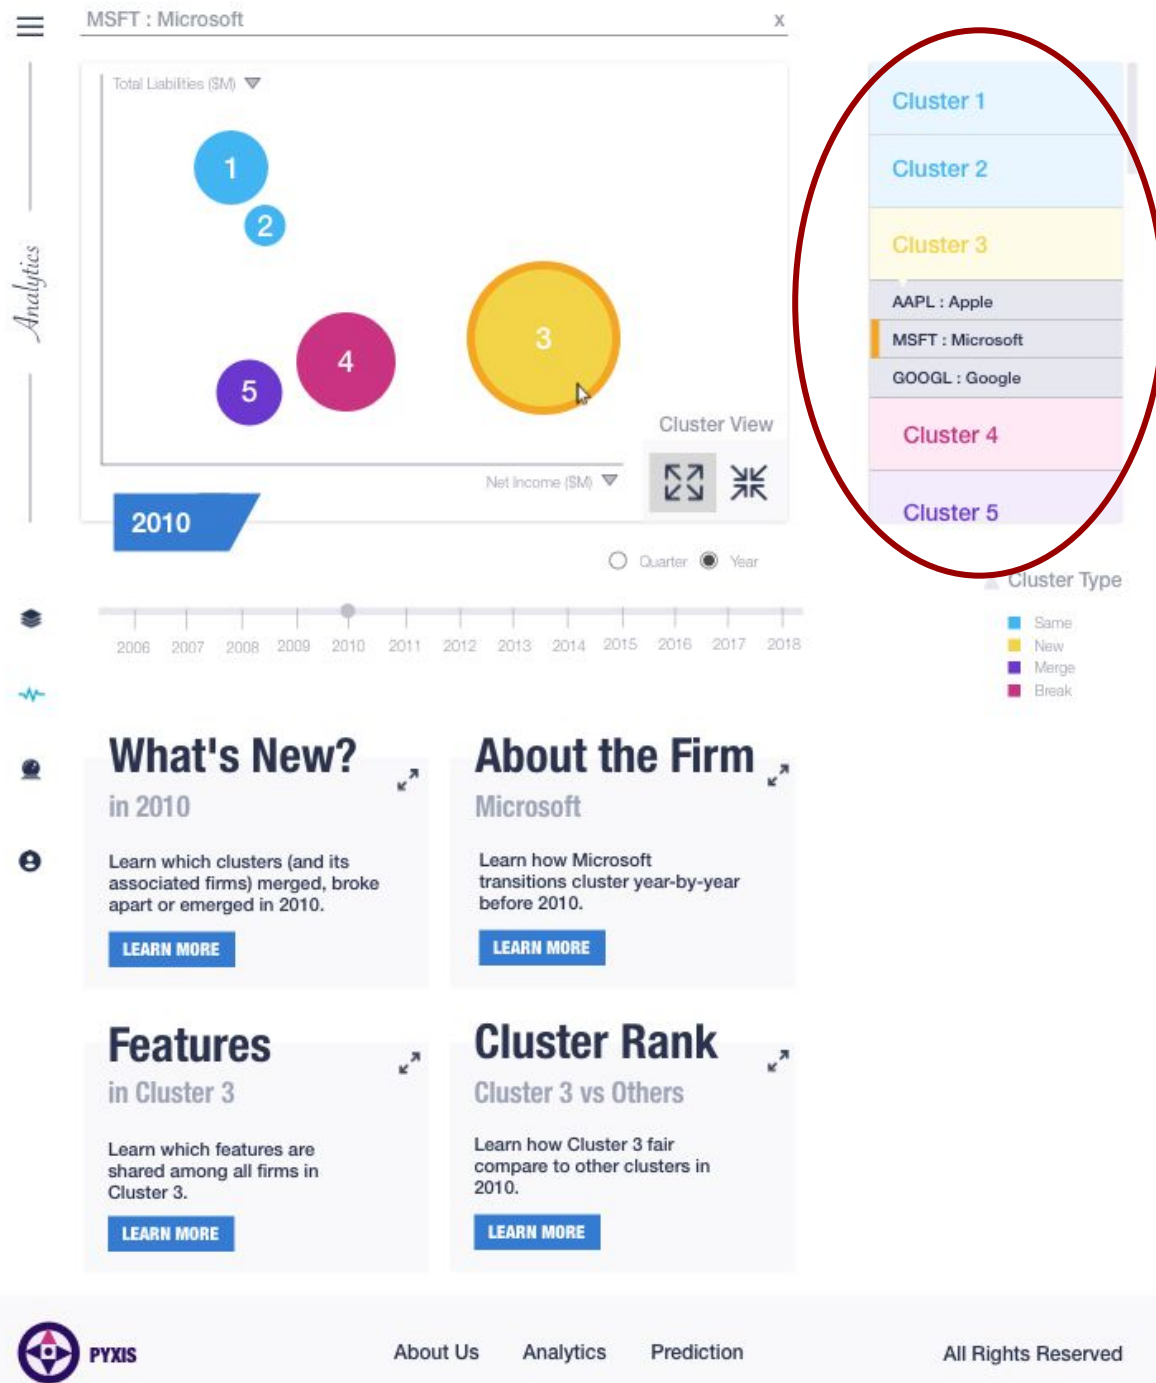 MSFT : Microsoft
x
Total Liabilities ($M)
1
2
3
4
5
Cluster View
Net Income ($M)
2010
Quarter
Year
2006 2007 2008 2009 2010 2011 2012 2013 2014 2015 2016 2017 2018
Analytics
Cluster 1
Cluster 2
Cluster 3
AAPL : Apple
MSFT : Microsoft
GOOGL : Google
Cluster 4
Cluster 5
Cluster Type
Same
New
Merge
Break
What's New?
in 2010
Learn which clusters (and its
associated firms) merged, broke
apart or emerged in 2010.
LEARN MORE
About the Firm
Microsoft
Learn how Microsoft
transitions cluster year-by-year
before 2010.
LEARN MORE
Features
in Cluster 3
Learn which features are
shared among all firms in
Cluster 3.
LEARN MORE
Cluster Rank
Cluster 3 vs Others
Learn how Cluster 3 fair
compare to other clusters in
2010.
LEARN MORE
PYXIS
About Us
Analytics
Prediction
All Rights Reserved